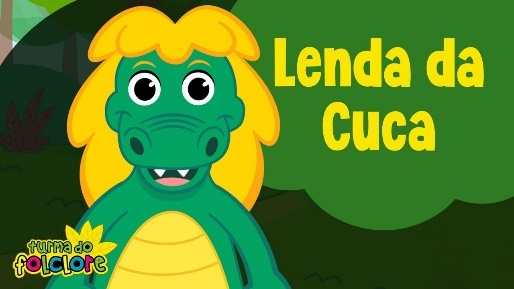 Lenda da
Cuca
turma do
folclore